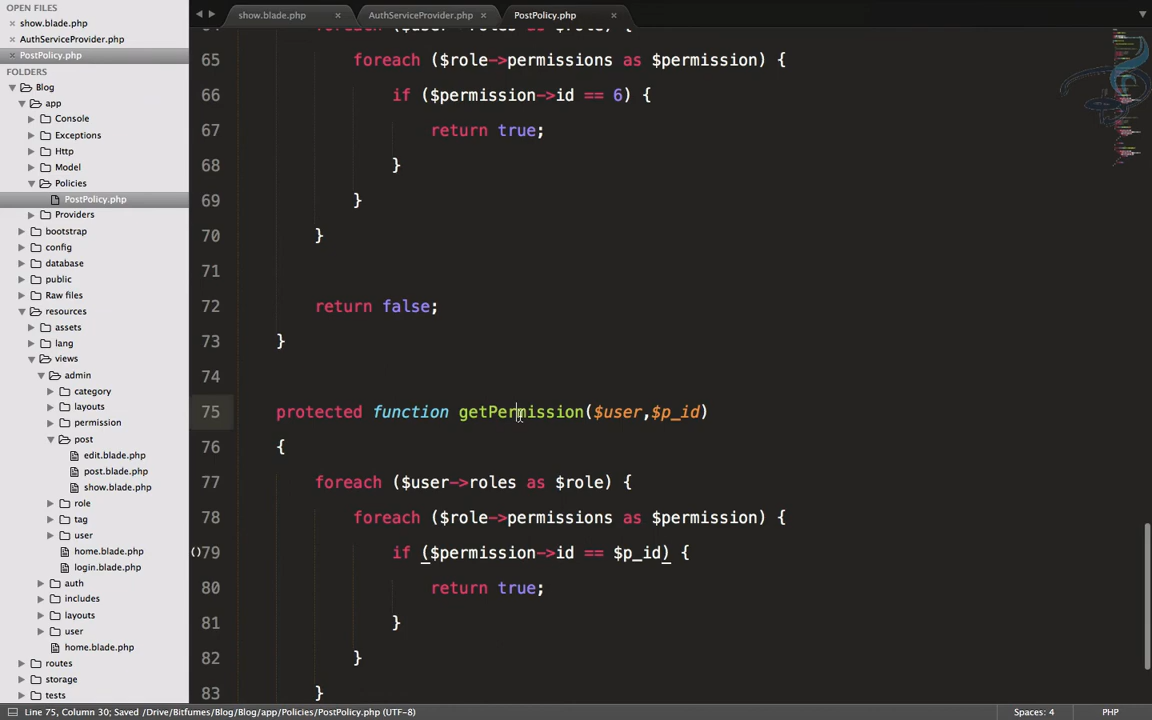 OPEN FILES
show.blade.php
AuthServiceProvider.php
PostPolicy.php
FOLDERS
Blog
app
Console
Exceptions
Http
Model
Policies
PostPolicy.php
Providers
bootstrap
config
database
public
Raw files
resources
assets
lang
views
admin
category
layouts
permission
post
edit.blade.php
post.blade.php
show.blade.php
role
tag
user
home.blade.php
login.blade.php
auth
includes
layouts
user
home.blade.php
routes
storage
tests
show.blade.php × AuthServiceProvider.php × PostPolicy.php ×
64 foreach ($user->roles as $role) {
65 foreach ($role->permissions as $permission) {
66 if ($permission->id == 6) {
67 return true;
68 }
69 }
70 }
71
72 return false;
73 }
74
75 protected function getPermission($user,$p_id)
76 {
77 foreach ($user->roles as $role) {
78 foreach ($role->permissions as $permission) {
79 if ($permission->id == $p_id) {
80 return true;
81 }
82 }
83 }
Line 75, Column 30; Saved /Drive/Bitfumes/Blog/Blog/app/Policies/PostPolicy.php (UTF-8) Spaces: 4 PHP